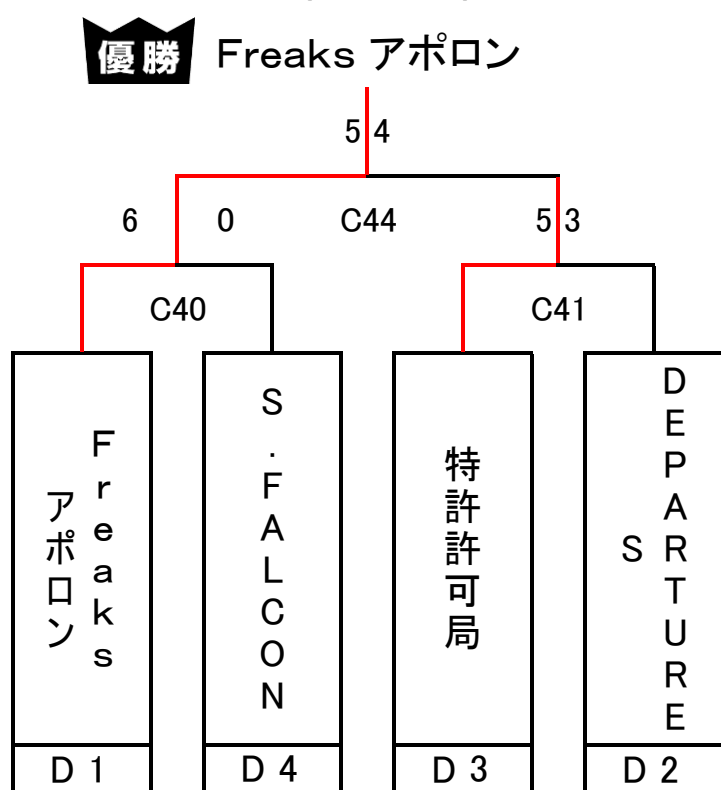 優勝 Freaks アポロン
5 4
6 0 C44 5 3
C40 C41
Freaks
アポロン
S.FALCON
特許許可局
DEPARTURE
S
D1 D4 D3 D2